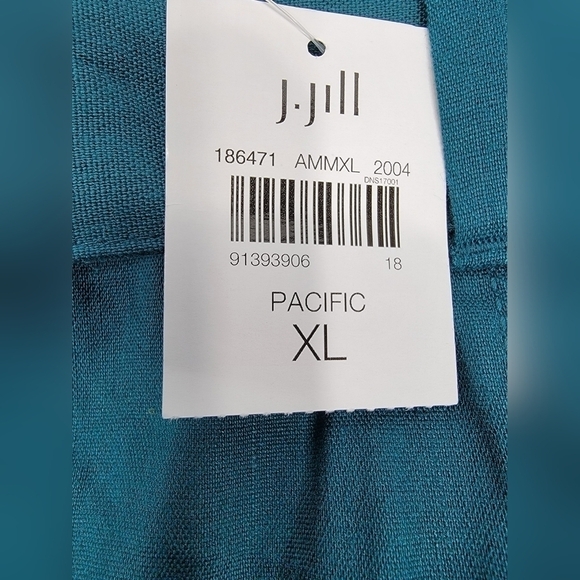 J.Jill
186471 AMMXL 2004
DNS17001
91393906 18
PACIFIC
XL